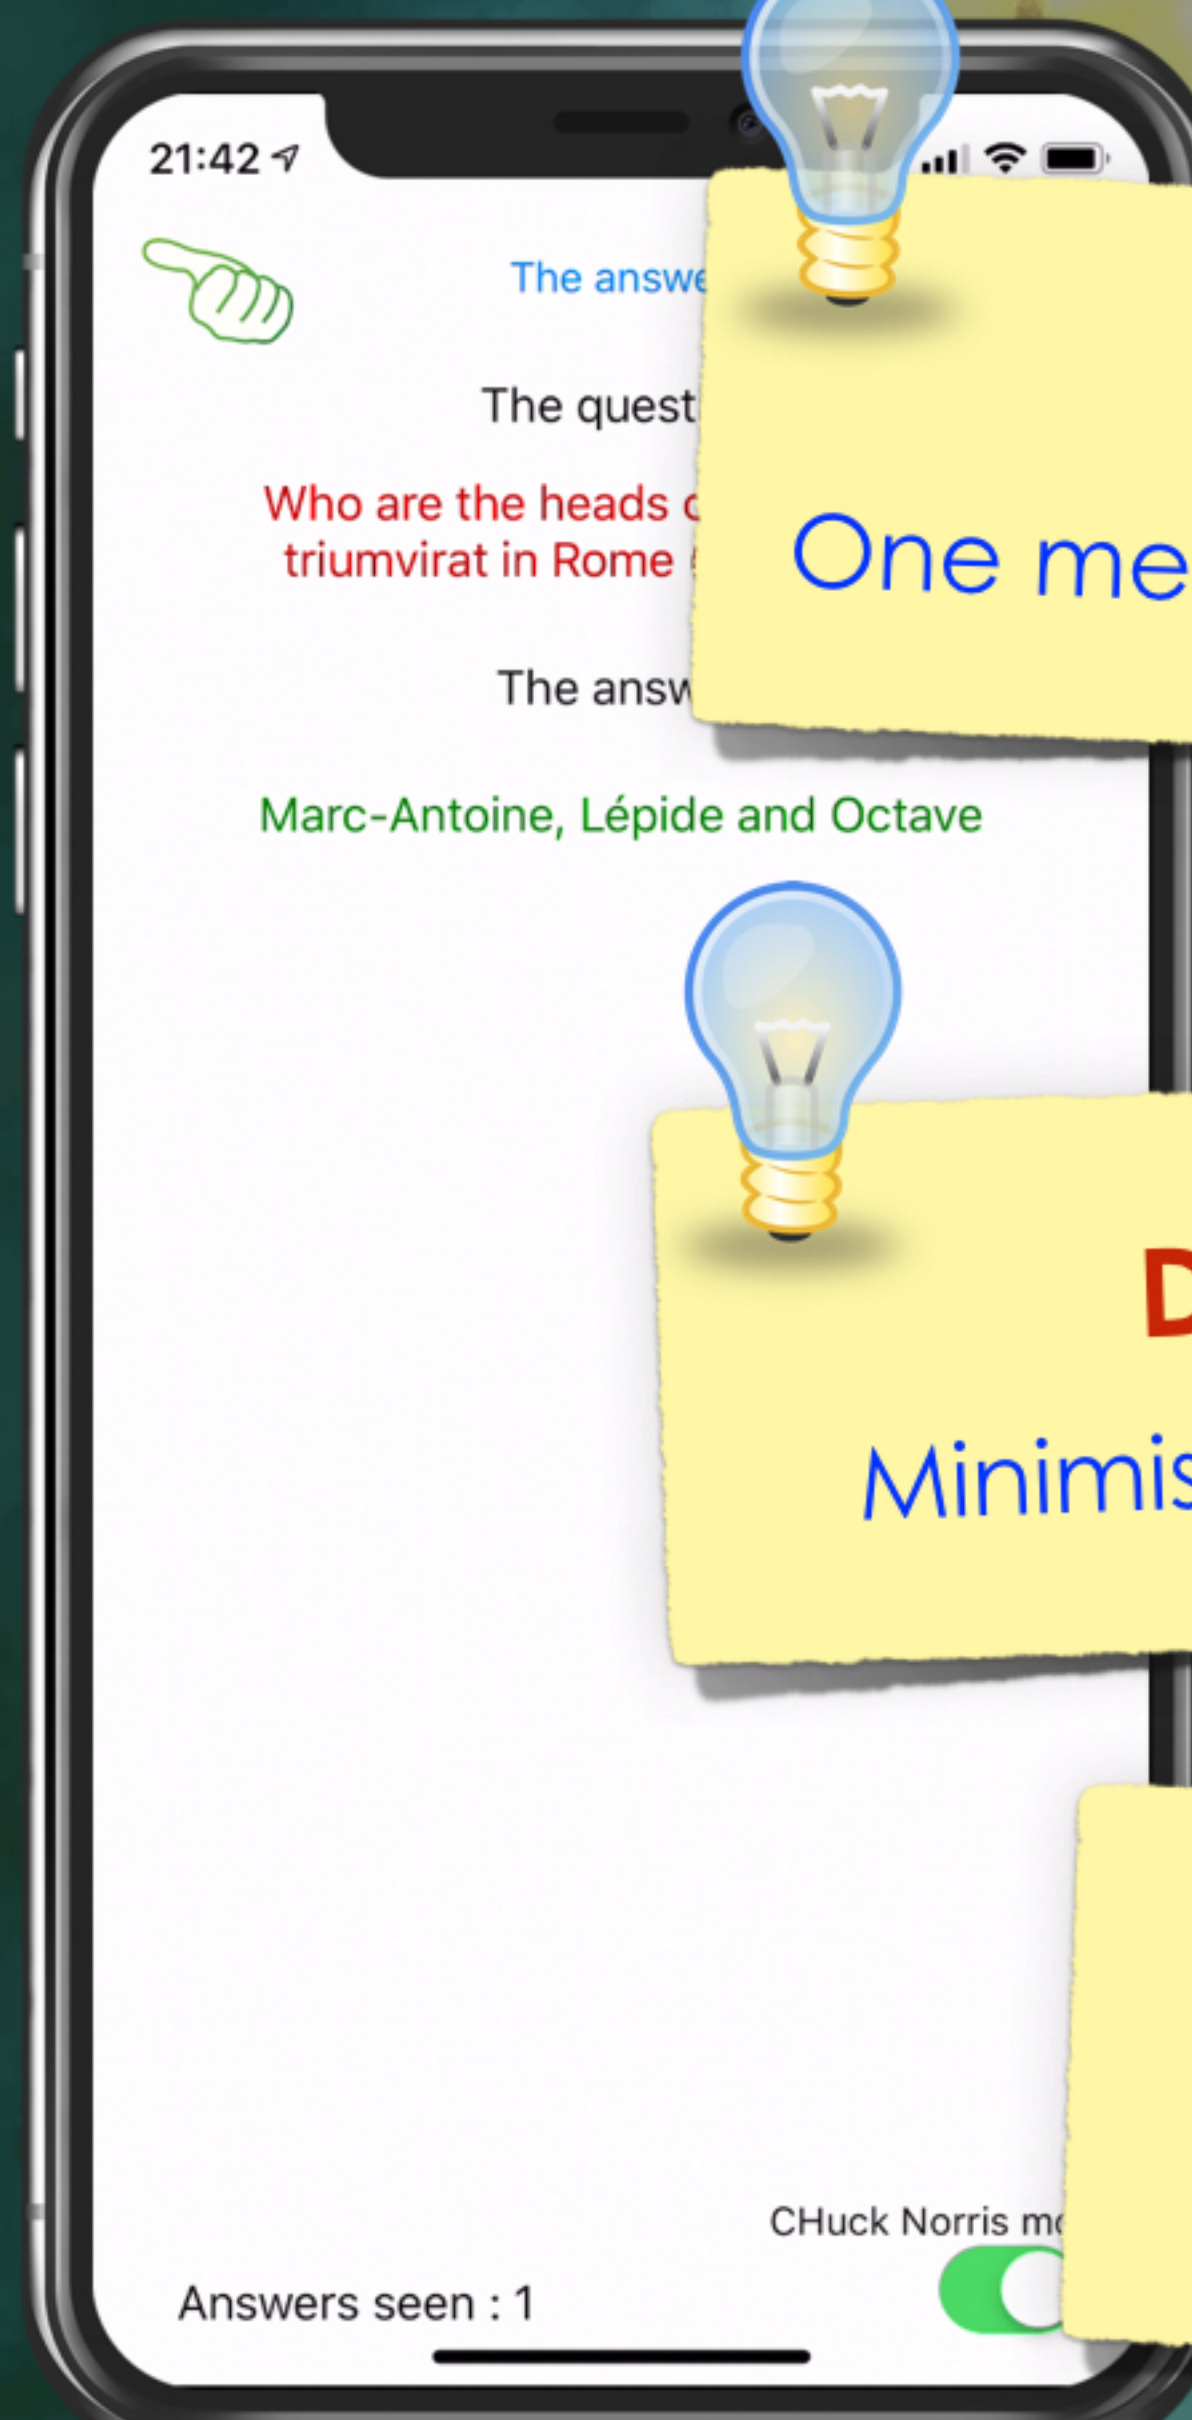 21:42
The answe
The quest
Who are the heads
triumvirat in Rome
One me
The answ
Marc-Antoine, Lépide and Octave
D
Minimis
CHuck Norris mo
Answers seen : 1